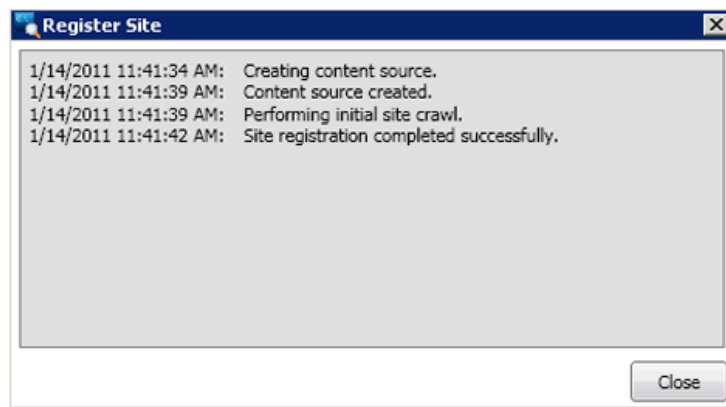 Register Site
1/14/2011 11:41:34 AM: Creating content source.
1/14/2011 11:41:39 AM: Content source created.
1/14/2011 11:41:39 AM: Performing initial site crawl.
1/14/2011 11:41:42 AM: Site registration completed successfully.
Close